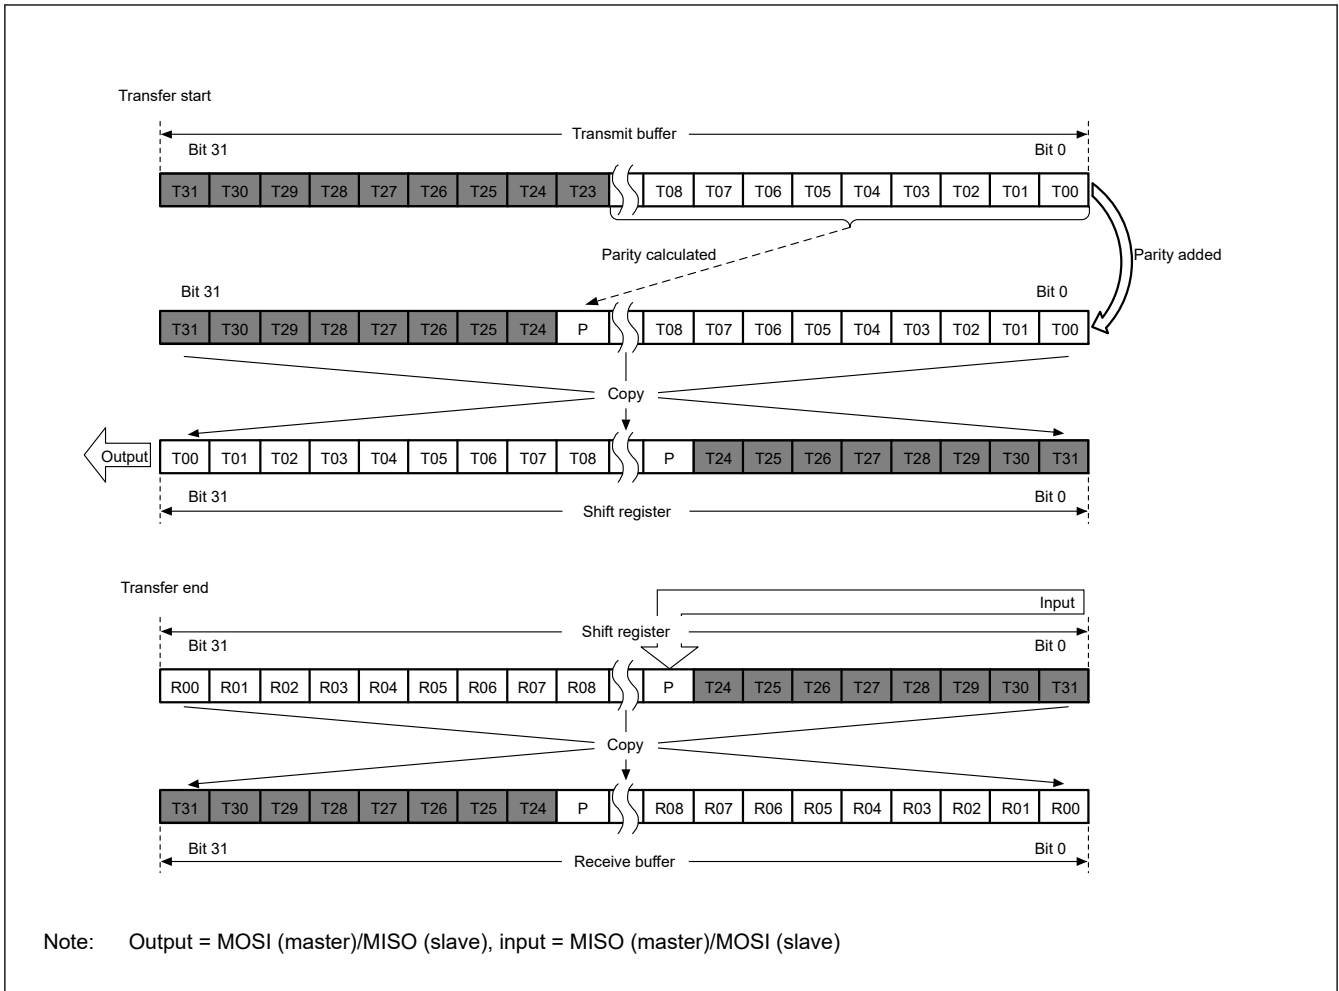 Transfer start
Transmit buffer
Bit 31 Bit 0
T31 T30 T29 T28 T27 T26 T25 T24 T23 T08 T07 T06 T05 T04 T03 T02 T01 T00
Parity calculated Parity added
Bit 31 Bit 0
T31 T30 T29 T28 T27 T26 T25 T24 P T08 T07 T06 T05 T04 T03 T02 T01 T00
Copy
Output T00 T01 T02 T03 T04 T05 T06 T07 T08 P T24 T25 T26 T27 T28 T29 T30 T31
Bit 31 Bit 0
Shift register
Transfer end
Input
Shift register
Bit 31 Bit 0
R00 R01 R02 R03 R04 R05 R06 R07 R08 P T24 T25 T26 T27 T28 T29 T30 T31
Copy
T31 T30 T29 T28 T27 T26 T25 T24 P R08 R07 R06 R05 R04 R03 R02 R01 R00
Bit 31 Bit 0
Receive buffer
Note: Output = MOSI (master)/MISO (slave), input = MISO (master)/MOSI (slave)